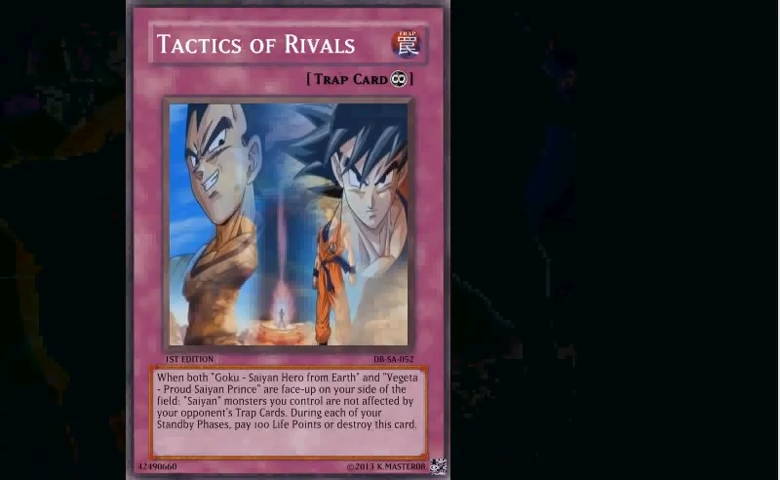 TACTICS OF RIVALS
TRAP
罠
[ TRAP CARD ∞ ]
1ST EDITION DB-SA-052
When both "Goku - Saiyan Hero from Earth" and "Vegeta
- Proud Saiyan Prince" are face-up on your side of the
field: "Saiyan" monsters you control are not affected by
your opponent's Trap Cards. During each of your
Standby Phases, pay 100 Life Points or destroy this card.
42490660 ©2013 K.MASTER08